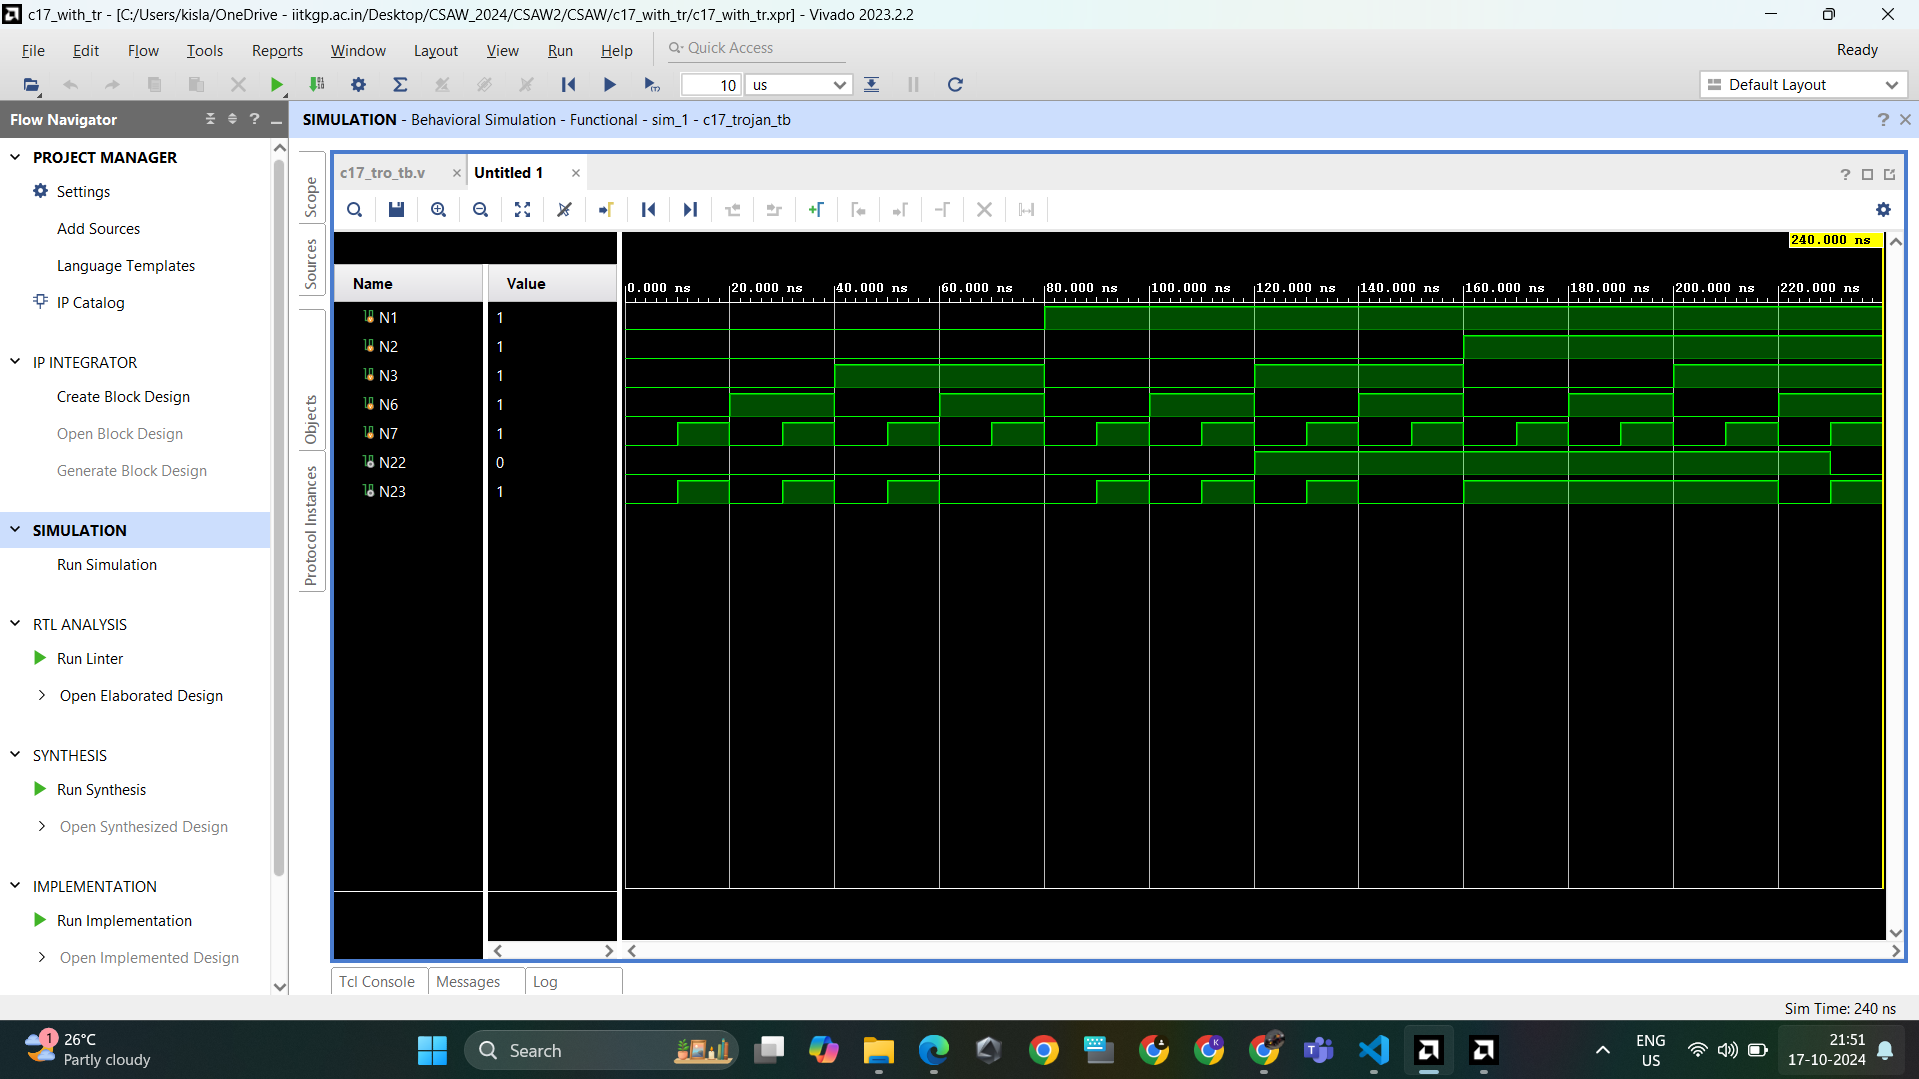 c17_with_tr - [C:/Users/kisla/OneDrive - iitkgp.ac.in/Desktop/CSAW_2024/CSAW2/CSAW/c17_with_tr/c17_with_tr.xpr] - Vivado 2023.2.2
File Edit Flow Tools Reports Window Layout View Run Help Quick Access Ready
10 us Default Layout
Flow Navigator ?
SIMULATION - Behavioral Simulation - Functional - sim_1 - c17_trojan_tb ?
PROJECT MANAGER
Settings
Add Sources
Language Templates
IP Catalog
IP INTEGRATOR
Create Block Design
Open Block Design
Generate Block Design
SIMULATION
Run Simulation
RTL ANALYSIS
Run Linter
Open Elaborated Design
SYNTHESIS
Run Synthesis
Open Synthesized Design
IMPLEMENTATION
Run Implementation
Open Implemented Design
Scope
Sources
Objects
Protocol Instances
c17_tro_tb.v Untitled 1 ?
240.000 ns
Name Value
0.000 ns 20.000 ns 40.000 ns 60.000 ns 80.000 ns 100.000 ns 120.000 ns 140.000 ns 160.000 ns 180.000 ns 200.000 ns 220.000 ns
N1 1
N2 1
N3 1
N6 1
N7 1
N22 0
N23 1
Tcl Console Messages Log
Sim Time: 240 ns
1
26°C
Partly cloudy
Search
K
ENG
US
21:51
17-10-2024